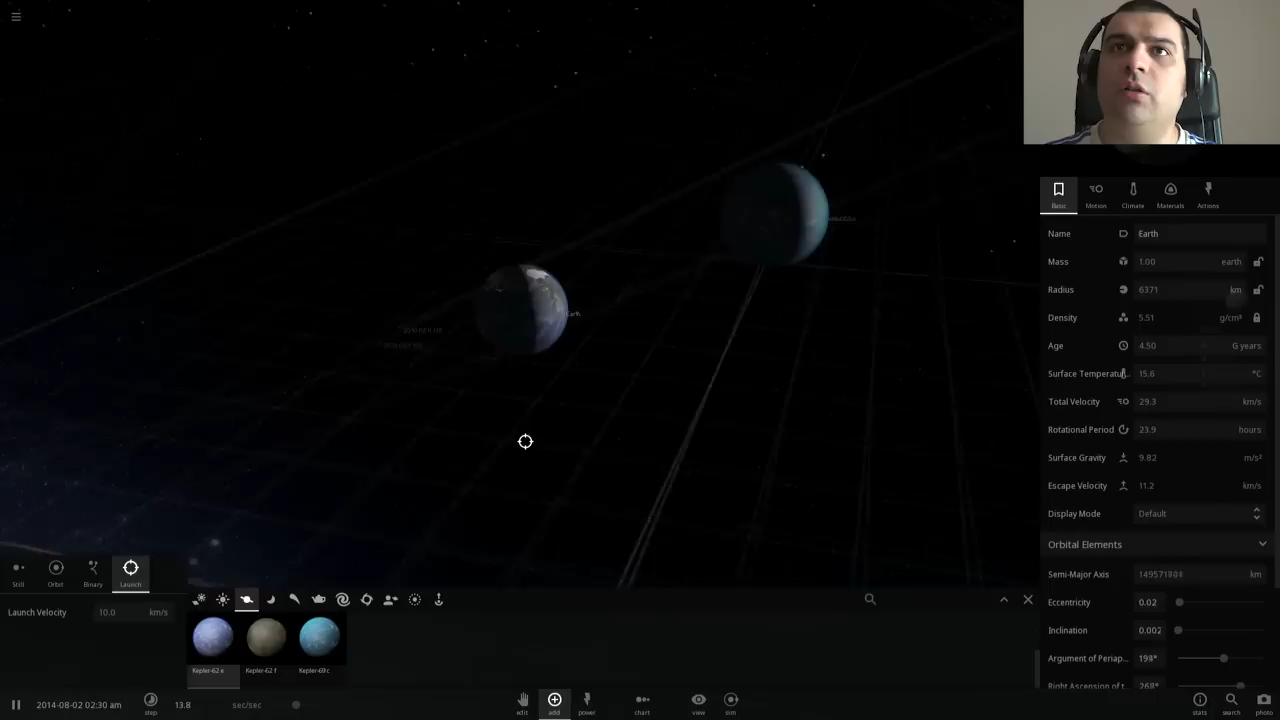 Earth
Basic
Motion
Climate
Materials
Actions
Name Earth
Mass 1.00 earth
Radius 6371 km
Density 5.51 g/cm³
Age 4.50 G years
Surface Temperatu... 15.6 °C
Total Velocity 29.3 km/s
Rotational Period 23.9 hours
Surface Gravity 9.82 m/s²
Escape Velocity 11.2 km/s
Display Mode Default
Orbital Elements
Semi-Major Axis km
Eccentricity 0.02
Inclination 0.002
Argument of Periap... 198°
Right Ascension of t... 268°
Still
Orbit
Binary
Launch
Launch Velocity 10.0 km/s
Kepler-62 e
Kepler-62 f
Kepler-69 c
2014-08-02 02:30 am
step
13.8 sec/sec
edit
add
power
chart
view
sim
stats
search
photo